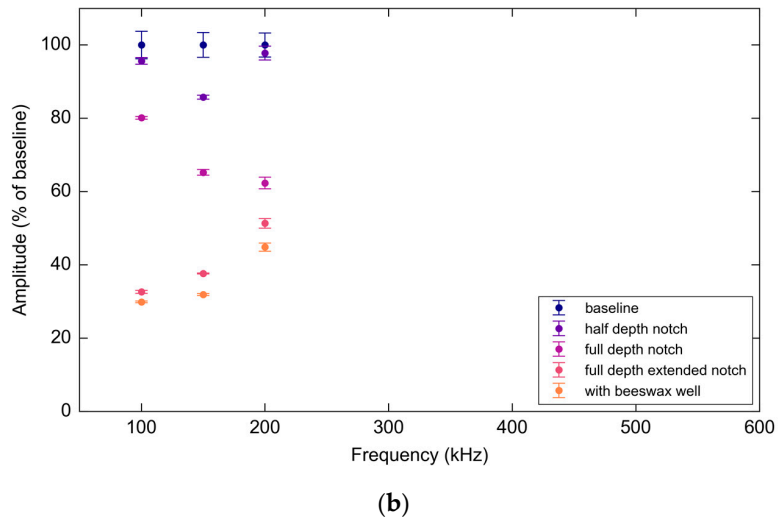 100
80
60
40
20
0
Amplitude (% of baseline)
baseline
half depth notch
full depth notch
full depth extended notch
with beeswax well
100 200 300 400 500 600
Frequency (kHz)
(b)